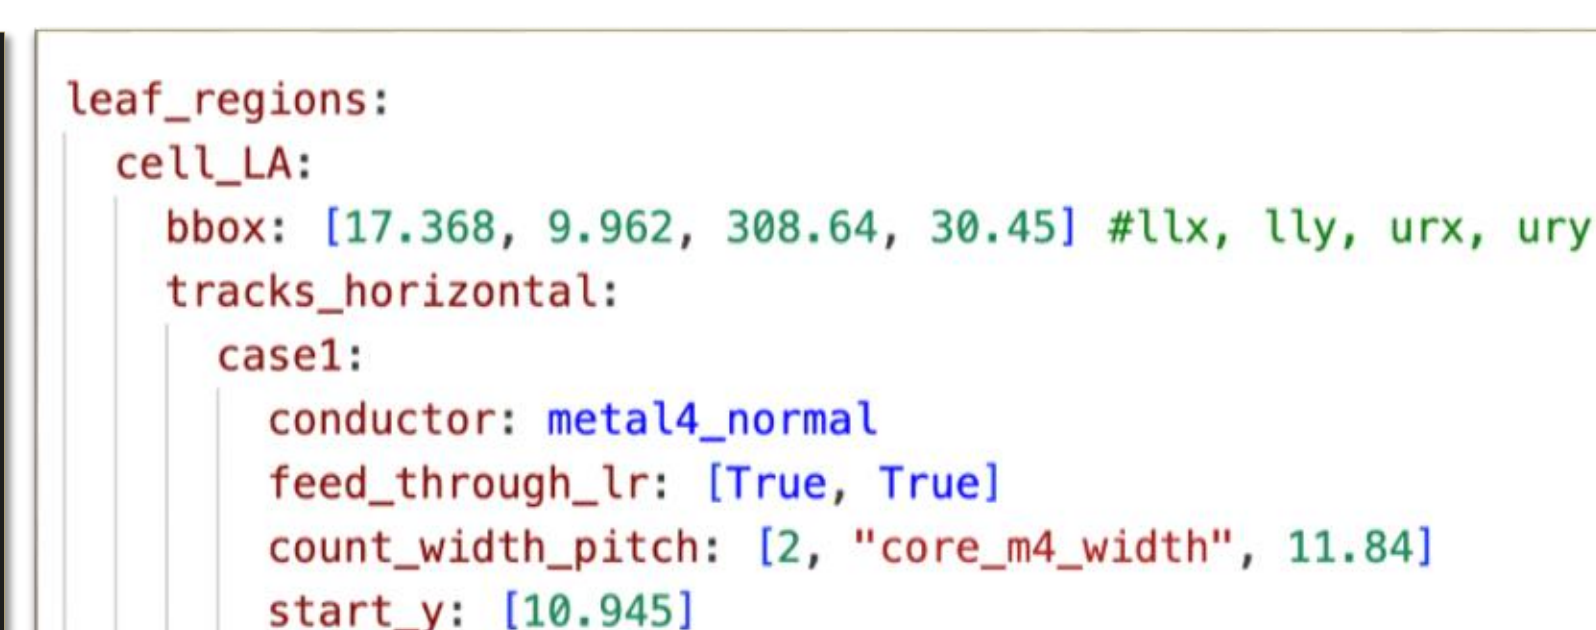 leaf_regions:
cell_LA:
bbox: [17.368, 9.962, 308.64, 30.45] #llx, lly, urx, ury
tracks_horizontal:
case1:
conductor: metal4_normal
feed_through_lr: [True, True]
count_width_pitch: [2, "core_m4_width", 11.84]
start_y: [10.945]